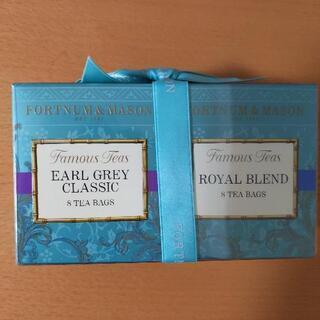 FORTNUM & MASON
Famous Teas
EARL GREY
CLASSIC
8 TEA BAGS
FORTNUM & MASON
Famous Teas
ROYAL BLEND
8 TEA BAGS